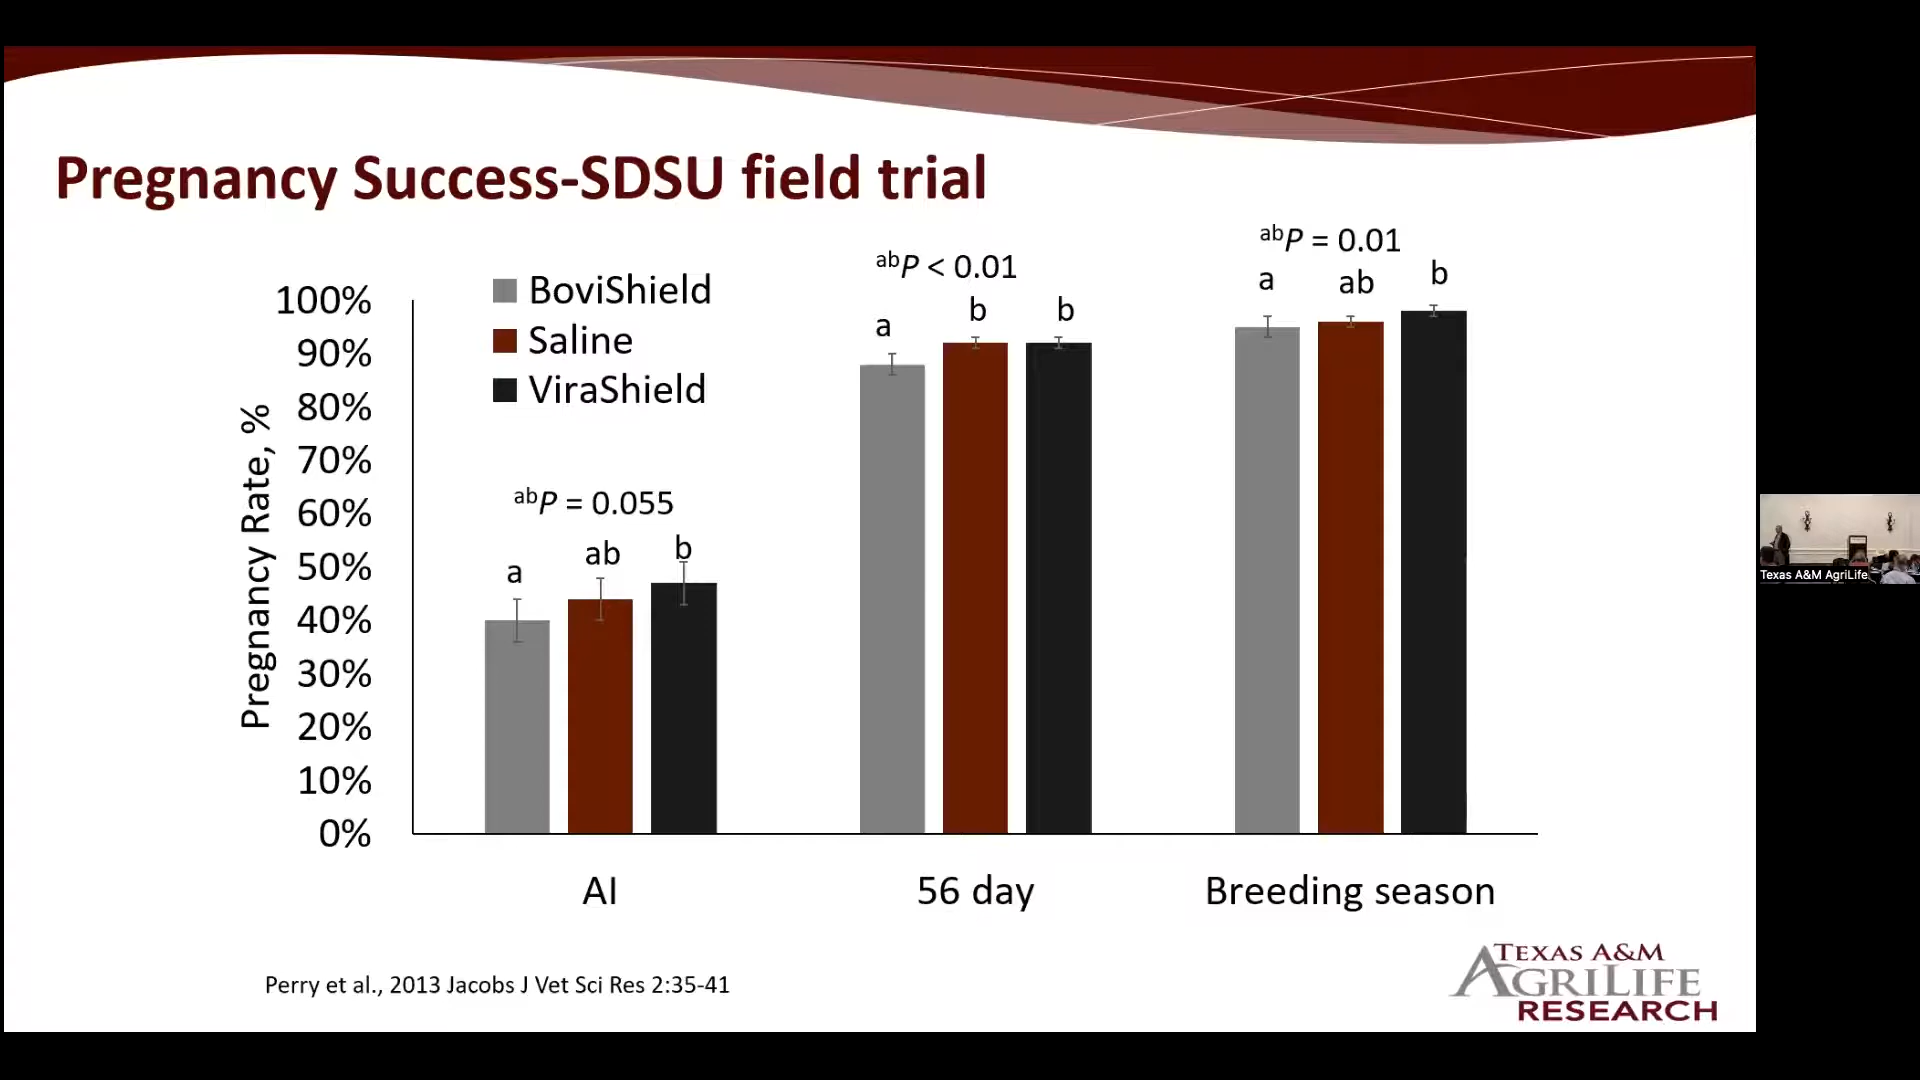 Pregnancy Success-SDSU field trial
BoviShield
Saline
ViraShield
Pregnancy Rate, %
100%
90%
80%
70%
60%
50%
40%
30%
20%
10%
0%
abP = 0.055
a ab b
abP < 0.01
a b b
abP = 0.01
a ab b
AI 56 day Breeding season
Perry et al., 2013 Jacobs J Vet Sci Res 2:35-41
TEXAS A&M
AGRILIFE
RESEARCH
Texas A&M AgriLife